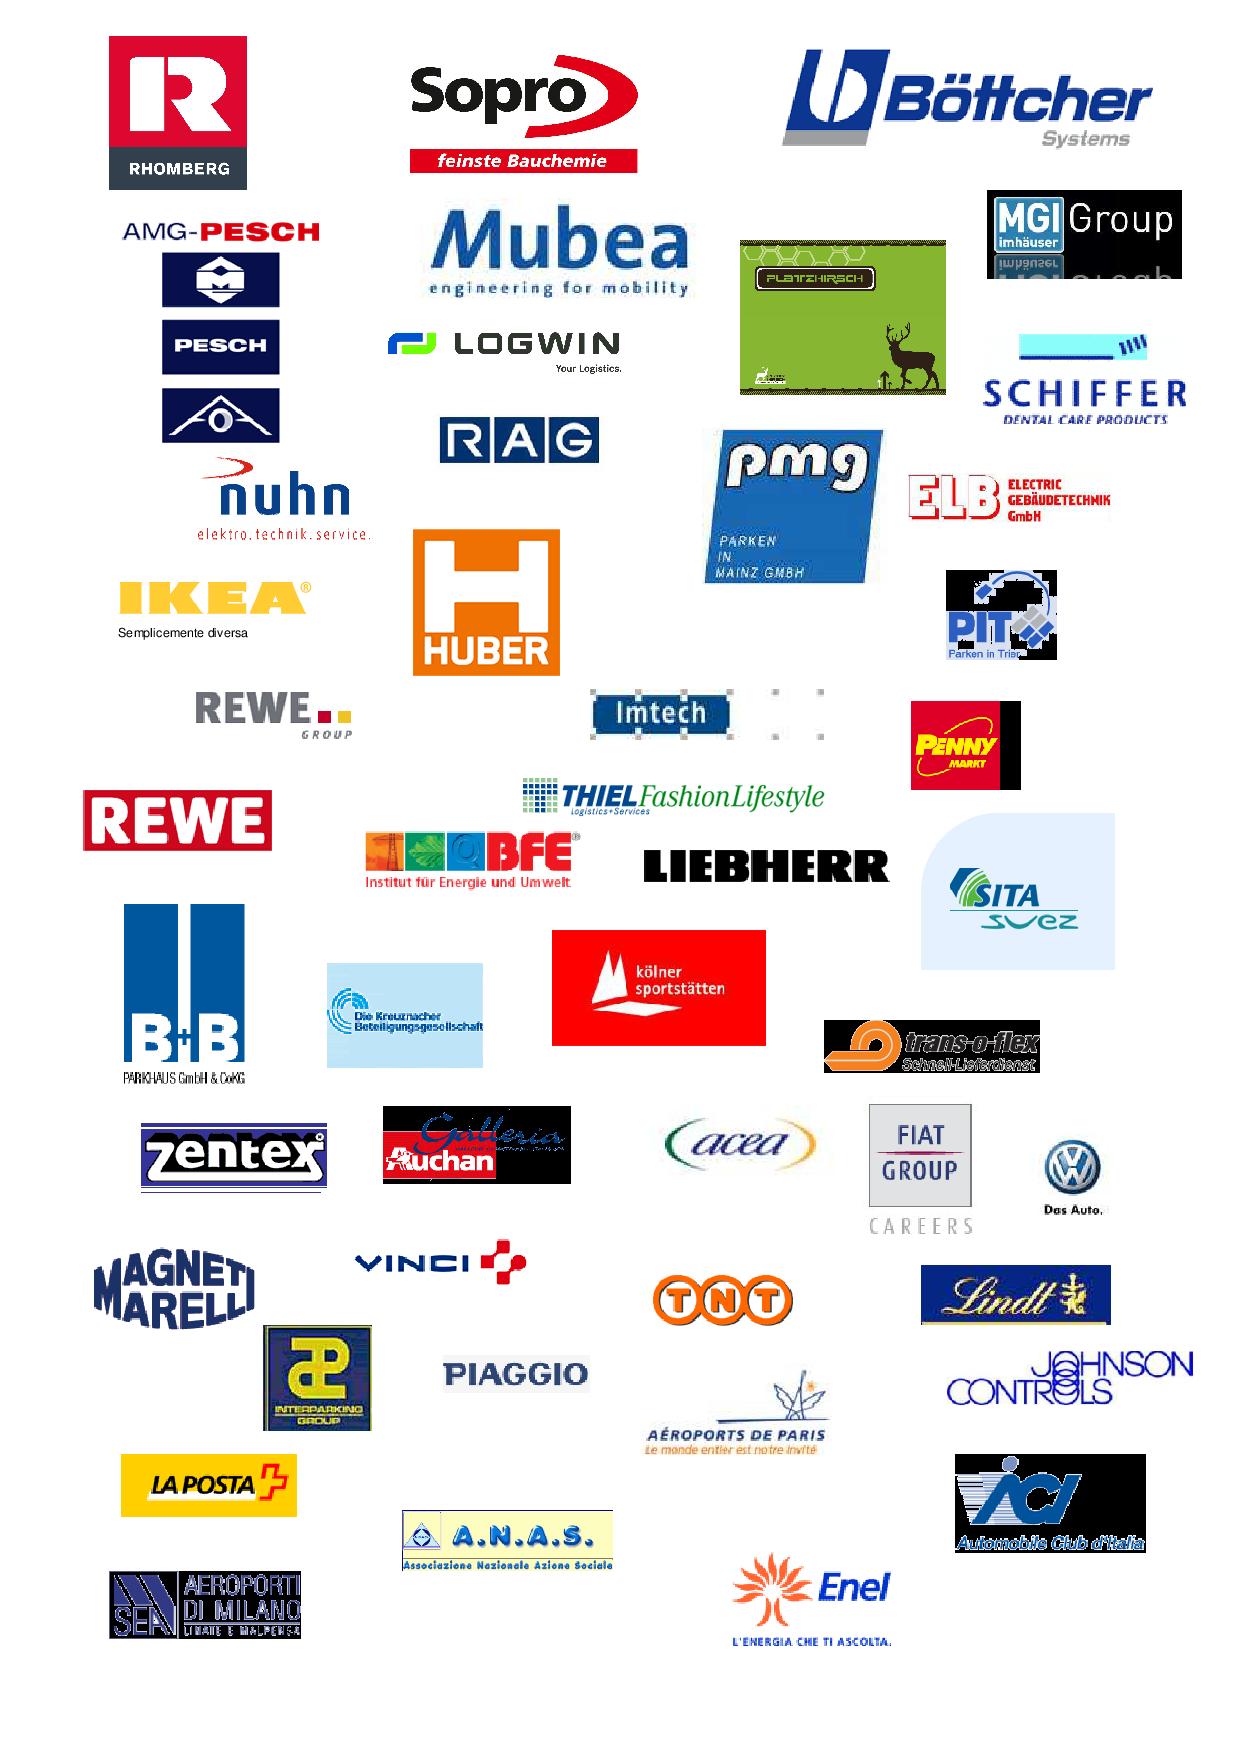 R
RHOMBERG
Sopro
feinste Bauchemie
Böttcher
Systems
AMG-PESCH
M
PESCH
Mubea
engineering for mobility
PLATZHIRSCH
MGI Group
imhäuser
LOGWIN
Your Logistics.
SCHIFFER
DENTAL CARE PRODUCTS
RAG
nuhn
elektro.technik.service.
pmg
PARKEN
IN
MAINZ GMBH
ELB
ELECTRIC
GEBÄUDETECHNIK
GmbH
H
HUBER
IKEA®
Semplicemente diversa
PIT
Parken in Trier
REWE
GROUP
Imtech
PENNY
MARKT
REWE
THIEL FashionLifestyle
Logistics+Services
BFE®
Institut für Energie und Umwelt
LIEBHERR
SITA
suez
B+B
PARKHAUS GmbH & CoKG
Die Kreuznacher
Beteiligungsgesellschaft
kölner
sportstätten
trans-o-flex
Schnell-Lieferdienst
zentex®
Galleria
Auchan
acea
FIAT
GROUP
CAREERS
VW
Das Auto.
MAGNETI
MARELLI
VINCI
TNT
Lindt
INTERPARKING
GROUP
PIAGGIO
AÉROPORTS DE PARIS
Le monde entier est notre invité
JOHNSON
CONTROLS
LA POSTA
A.N.A.S.
Associazione Nazionale Azione Sociale
ACI
Automobile Club d'Italia
SEA
AEROPORTI
DI MILANO
LINATE E MALPENSA
Enel
L'ENERGIA CHE TI ASCOLTA.